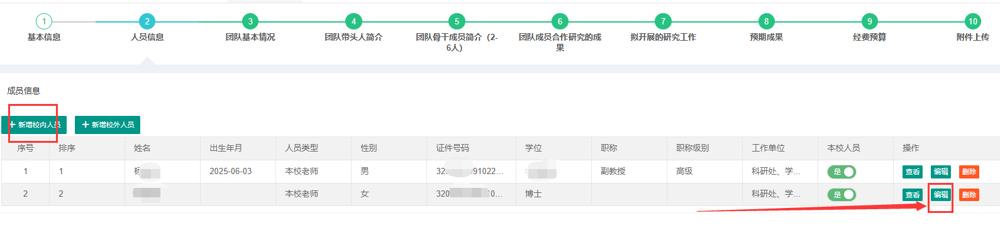 1 2 3 4 5 6 7 8 9 10
基本信息 人员信息 团队基本情况 团队带头人简介 团队骨干成员简介（2- 团队成员合作研究的成 拟开展的研究工作 预期成果 经费预算 附件上传
6人） 果
成员信息
新增校内人员 新增校外人员
序号 排序 姓名 出生年月 人员类型 性别 证件号码 学位 职称 职称级别 工作单位 本校人员 操作
1 1 2025-06-03 本校老师 男 32 91022... 副教授 高级 科研处、学... 是 查看 编辑 删除
2 2 本校老师 女 320 0... 博士 科研处、学... 是 查看 编辑 删除